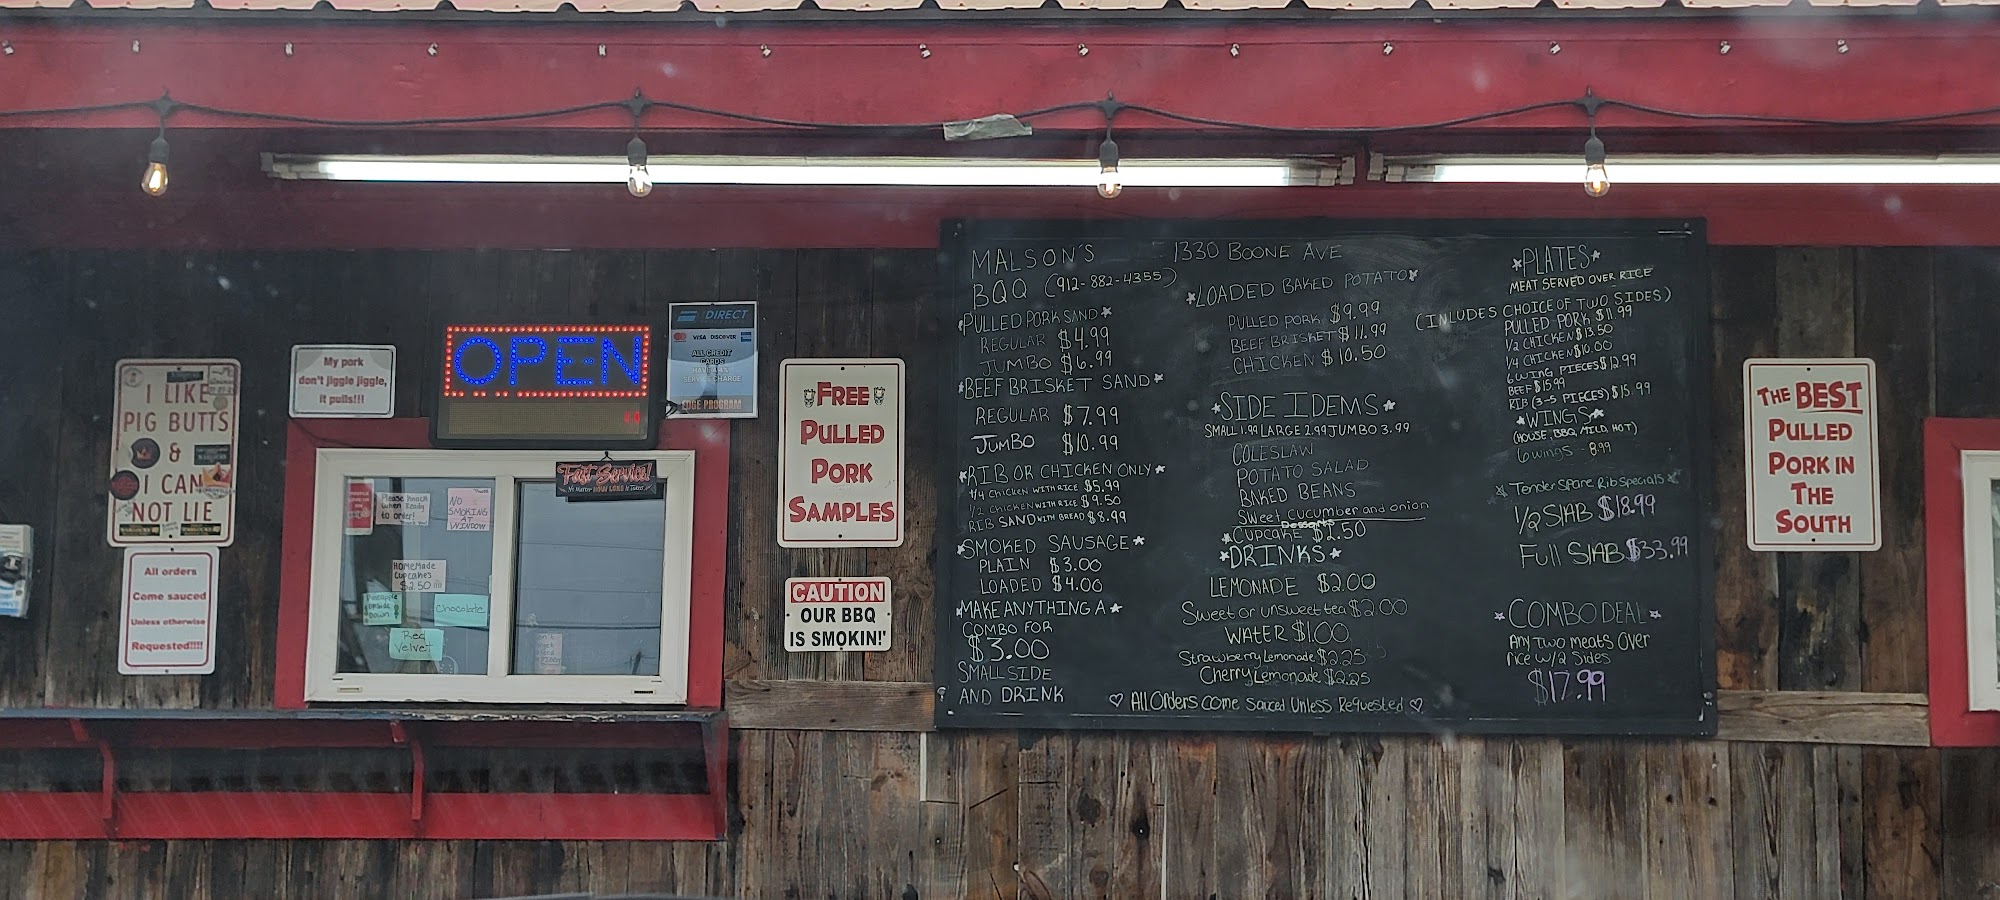 I LIKE
PIG BUTTS
&
I CAN
NOT LIE
All orders
Come sauced
Unless otherwise
Requested!!!!
My pork
don't jiggle jiggle,
it pulls!!!
OPEN
DIRECT
VISA DISCOVER
ALL CREDIT
CARDS
SERVICE CHARGE
EDGE PROGRAM
Fast Service!
No Matter HOW LONG It Takes!
Please knock
when Ready
to order!
NO
SMOKING
AT
WINDOW
HOMEMADE
Cupcakes
$2.50
Pineapple
upside
Down
Chocolate
Red
Velvet
FREE
PULLED
PORK
SAMPLES
CAUTION
OUR BBQ
IS SMOKIN!'
MALSON'S
BQQ (912-882-4355)
*PULLED PORK SAND*
REGULAR $4.99
JUMBO $6.99
*BEEF BRISKET SAND*
REGULAR $7.99
JUMBO $10.99
*RIB OR CHICKEN ONLY*
1/4 CHICKEN WITH RICE $5.99
1/2 CHICKEN WITH RICE $9.50
RIB SAND WITH BREAD $8.99
*SMOKED SAUSAGE*
PLAIN $3.00
LOADED $4.00
*MAKE ANYTHING A*
COMBO FOR
$3.00
SMALL SIDE
AND DRINK
1330 BOONE AVE
*LOADED BAKED POTATO*
PULLED PORK $9.99
BEEF BRISKET $11.99
CHICKEN $10.50
*SIDE IDEMS*
SMALL 1.99 LARGE 2.99 JUMBO 3.99
COLESLAW
POTATO SALAD
BAKED BEANS
Sweet cucumber and onion
Desserts
*CUPCAKE $2.50
*DRINKS*
LEMONADE $2.00
Sweet or unsweet tea $2.00
WATER $1.00
Strawberry Lemonade $2.25
Cherry Lemonade $2.25
♡ All Orders Come Sauced Unless Requested ♡
*PLATES*
MEAT SERVED OVER RICE
(INLUDES CHOICE OF TWO SIDES)
PULLED PORK $11.99
1/2 CHICKEN $13.50
1/4 CHICKEN $10.00
6 WING PIECES $12.99
BEEF $15.99
RIB (3-5 PIECES) $15.99
*WINGS*
(HOUSE, BBQ, MILD, HOT)
6 wings - 8.99
* Tender Spare Rib Specials *
1/2 SlAB $18.99
Full SlAB $33.99
*COMBO DEAL*
Any Two Meats Over
rice w/2 Sides
$17.99
THE BEST
PULLED
PORK IN
THE
SOUTH